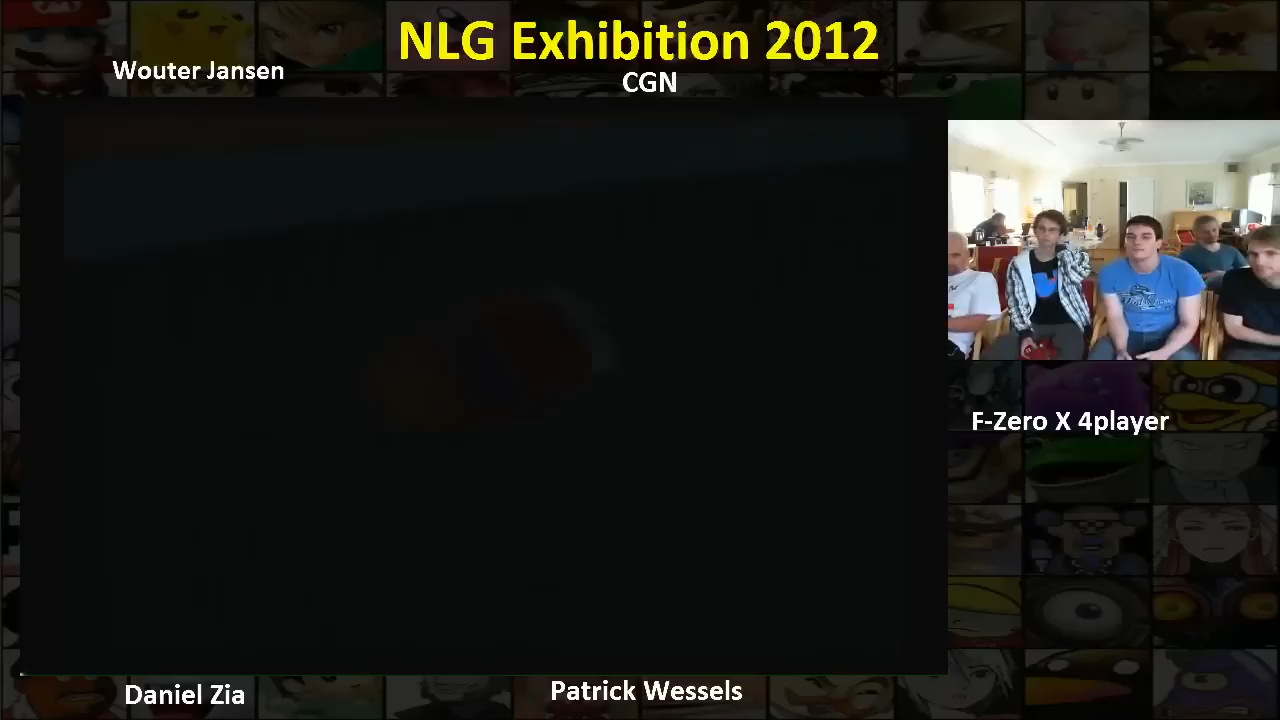 NLG Exhibition 2012
Wouter Jansen
CGN
F-Zero X 4player
Daniel Zia
Patrick Wessels